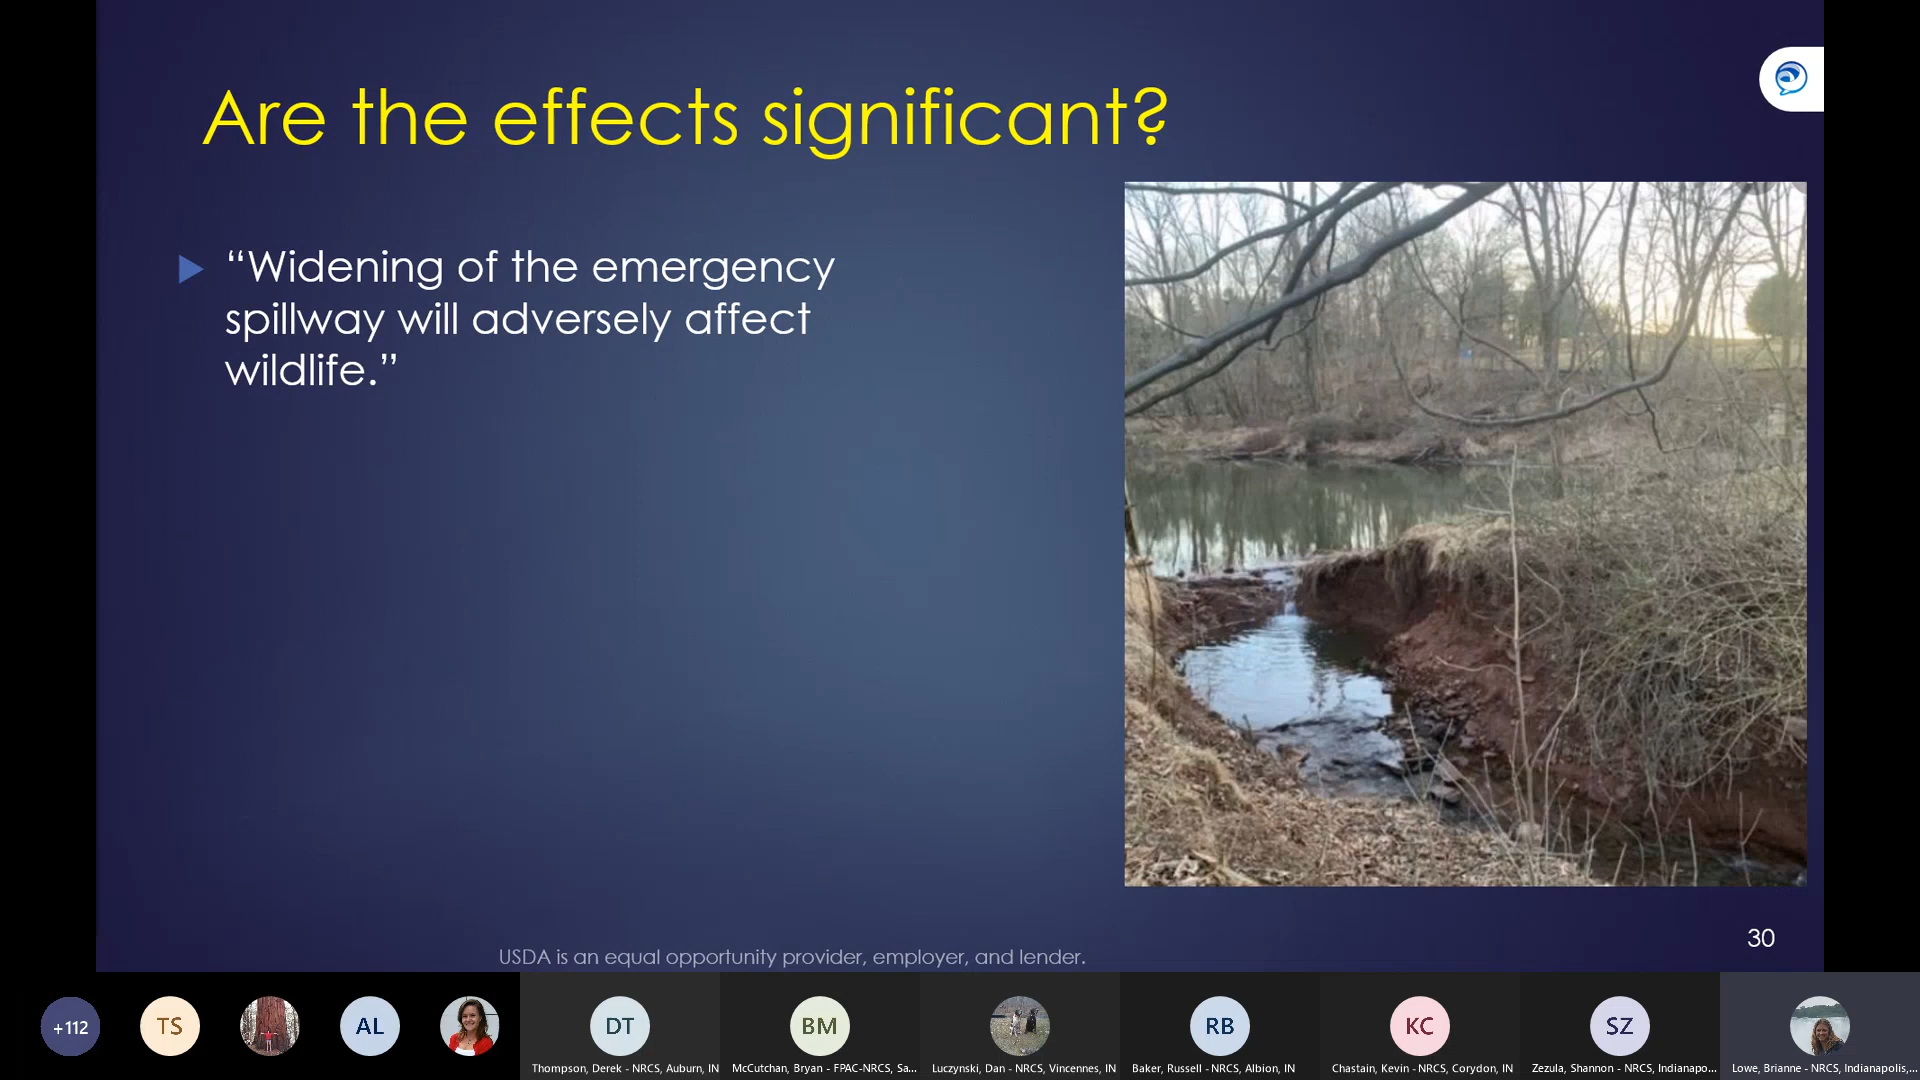 Are the effects significant?
“Widening of the emergency
spillway will adversely affect
wildlife.”
30
USDA is an equal opportunity provider, employer, and lender.
+112
TS
AL
DT
BM
RB
KC
SZ
Thompson, Derek - NRCS, Auburn, IN
McCutchan, Bryan - FPAC-NRCS, Sa...
Luczynski, Dan - NRCS, Vincennes, IN
Baker, Russell - NRCS, Albion, IN
Chastain, Kevin - NRCS, Corydon, IN
Zezula, Shannon - NRCS, Indianapo...
Lowe, Brianne - NRCS, Indianapolis,...